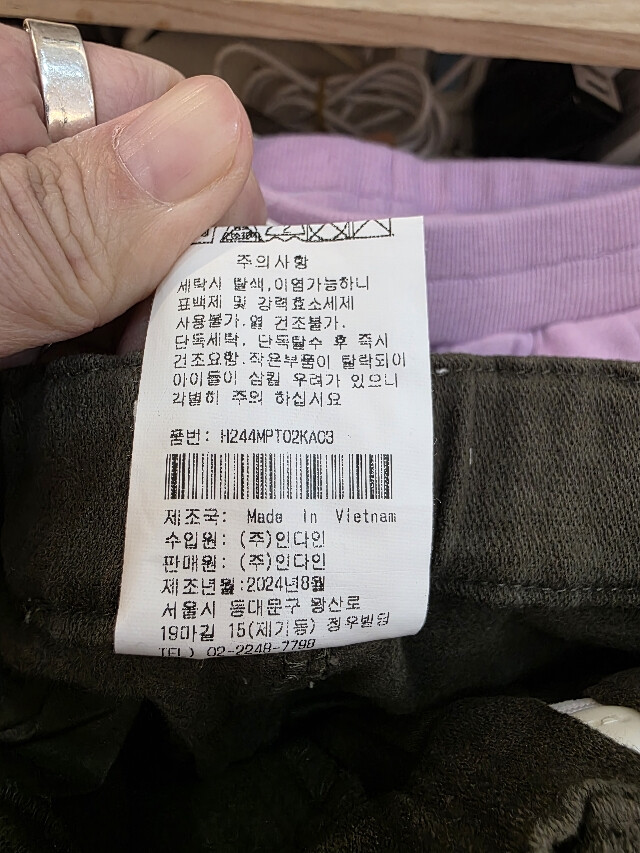 주의사항
세탁시 탈색,이염가능하니
표백제 및 강력효소세제
사용불가.열 건조불가.
단독세탁, 단독탈수 후 즉시
건조요함.작은부품이 탈락되어
아이들이 삼킬 우려가 있으니
각별히 주의 하십시요
품번: H244MPT02KAC3
제조국: Made in Vietnam
수입원: (주)인다인
판매원: (주)인다인
제조년월:2024년8월
서울시 동대문구 왕산로
19마길 15(제기동) 정우빌딩
TEL) 02-2248-7798